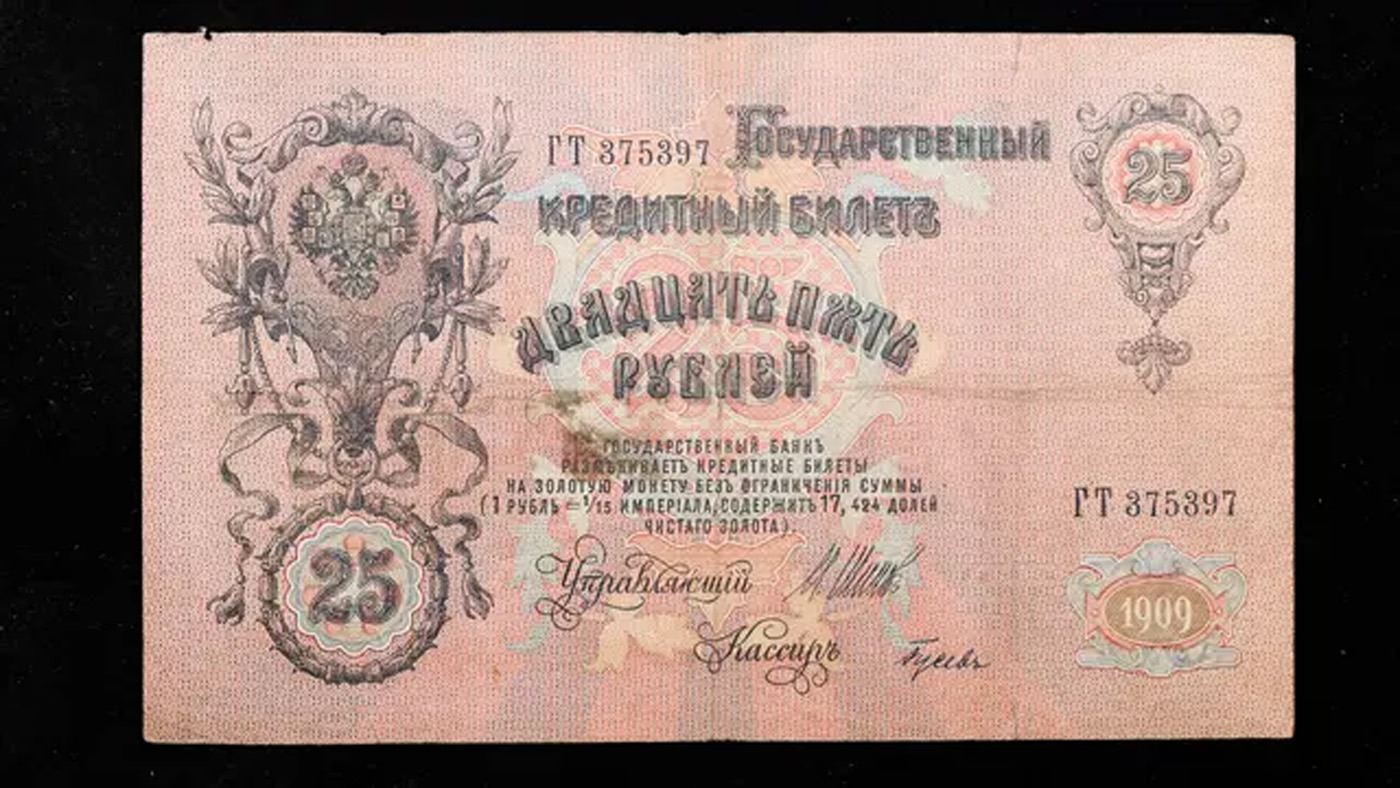 ГТ 375397 ГОСУДАРСТВЕННЫЙ
25
КРЕДИТНЫЙ БИЛЕТЪ
ДВАДЦАТЬ ПЯТЬ
РУБЛЕЙ
ГОСУДАРСТВЕННЫЙ БАНКЪ
РАЗМѢНИВАЕТЪ КРЕДИТНЫЕ БИЛЕТЫ
НА ЗОЛОТУЮ МОНЕТУ БЕЗЪ ОГРАНИЧЕНІЯ СУММЫ
(1 РУБЛЬ = 1/15 ИМПЕРІАЛА, СОДЕРЖИТЪ 17, 424 ДОЛЕЙ
ЧИСТАГО ЗОЛОТА).
ГТ 375397
25
Управляющій
1909
Кассиръ
Гусевъ